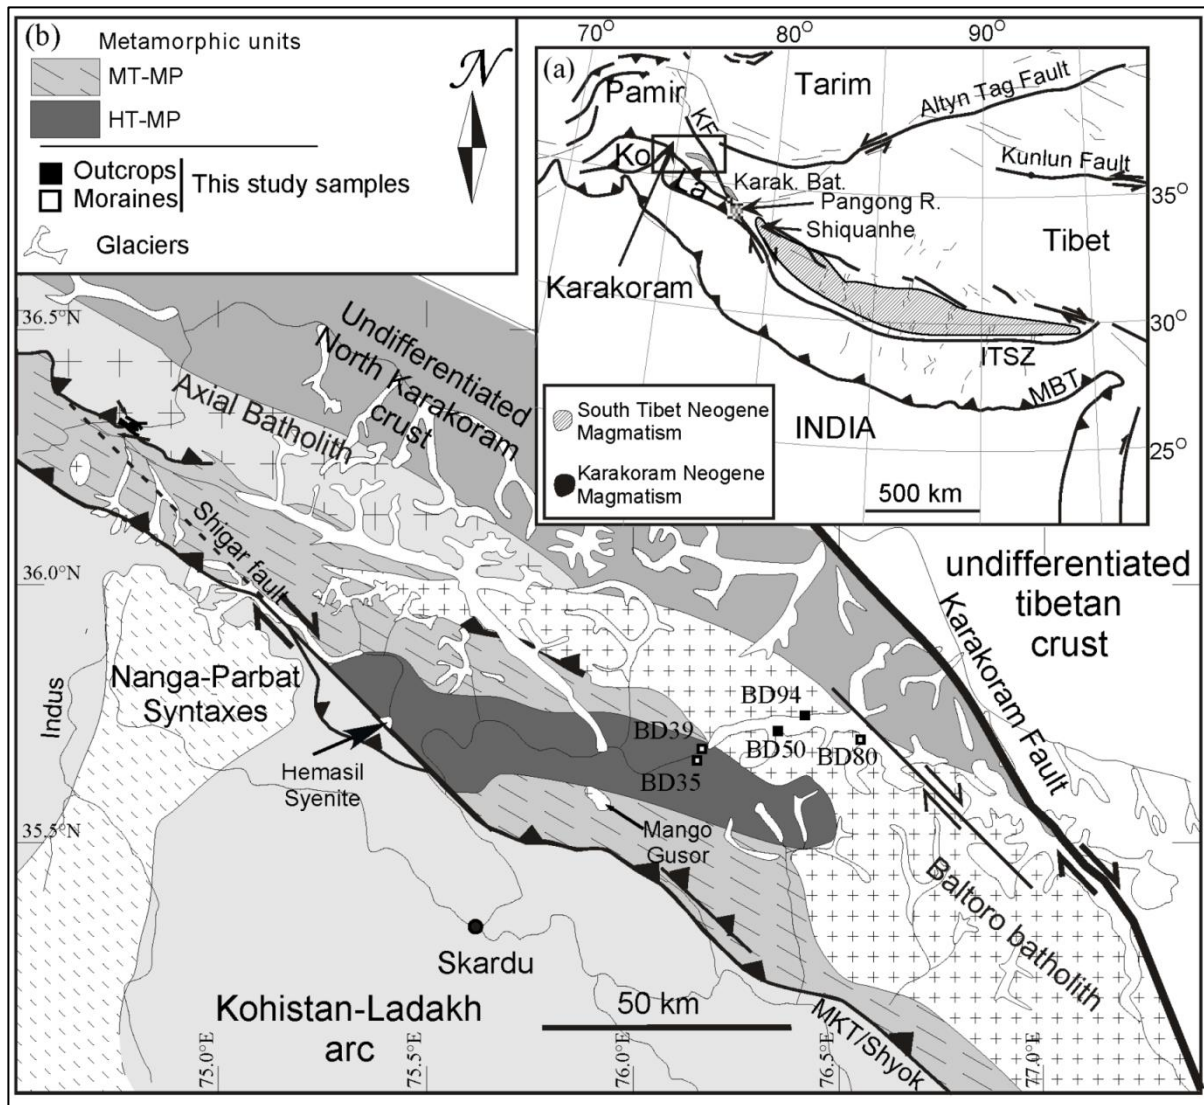 (b)
Metamorphic units
MT-MP
HT-MP
Outcrops
Moraines
This study samples
Glaciers
N
70°
80°
90°
(a)
Pamir
Tarim
Altyn Tag Fault
KF
Kunlun Fault
Ko
La
Karak. Bat.
35°
Pangong R.
Shiquanhe
Tibet
Karakoram
30°
ITSZ
MBT
INDIA
25°
South Tibet Neogene
Magmatism
Karakoram Neogene
Magmatism
500 km
36.5°N
Undifferentiated
North Karakoram
crust
Axial Batholith
Shigar fault
36.0°N
undifferentiated
tibetan
crust
Karakoram Fault
Nanga-Parbat
Syntaxes
Indus
BD94
BD39
BD50
BD80
BD35
Hemasil
Syenite
35.5°N
Mango
Gusor
Baltoro batholith
Skardu
Kohistan-Ladakh
arc
50 km
MKT/Shyok
75.0°E
75.5°E
76.0°E
76.5°E
77.0°E